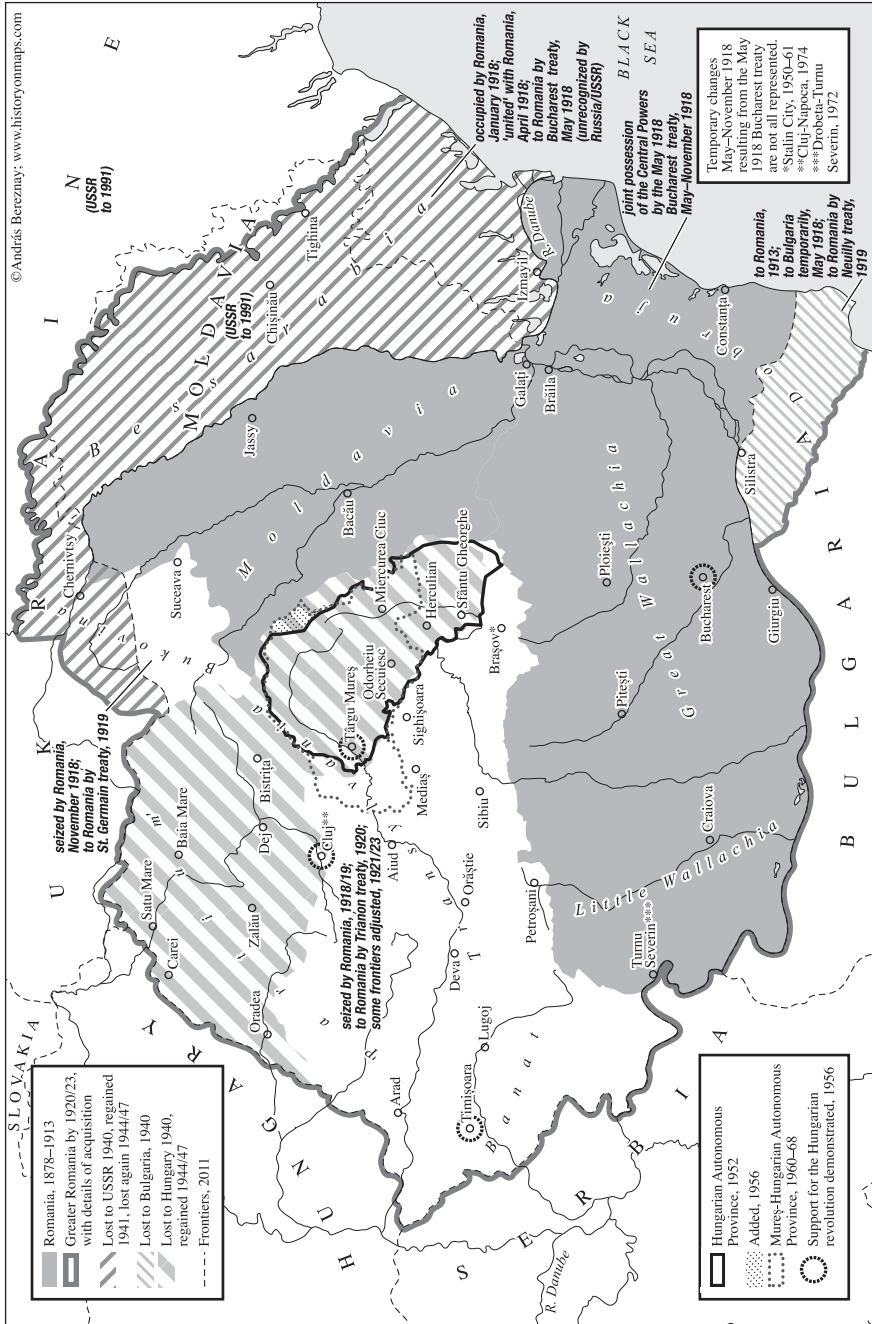 ©András Bereznay; www.historyonmaps.com
SLOVAKIA
UKRAINE
(USSR
to 1991)
HUNGARY
SERBIA
BULGARIA
MOLDAVIA
(USSR
to 1991)
BLACK
SEA
R. Danube
R. Danube
Romania, 1878–1913
Greater Romania by 1920/23,
with details of acquisition
Lost to USSR 1940, regained
1941, lost again 1944/47
Lost to Bulgaria, 1940
Lost to Hungary 1940,
regained 1944/47
Frontiers, 2011
Hungarian Autonomous
Province, 1952
Added, 1956
Mureş-Hungarian Autonomous
Province, 1960–68
Support for the Hungarian
revolution demonstrated, 1956
Temporary changes
May–November 1918
resulting from the May
1918 Bucharest treaty
are not all represented.
*Stalin City, 1950–61
**Cluj-Napoca, 1974
***Drobeta-Turnu
Severin, 1972
seized by Romania,
November 1918;
to Romania by
St. Germain treaty, 1919
seized by Romania, 1918/19;
to Romania by Trianon treaty, 1920;
some frontiers adjusted, 1921/23
occupied by Romania,
January 1918;
'united' with Romania,
April 1918;
to Romania by
Bucharest treaty,
May 1918
(unrecognized by
Russia/USSR)
joint possession
of the Central Powers
by the May 1918
Bucharest treaty,
May–November 1918
to Romania,
1913;
to Bulgaria
temporarily,
May 1918;
to Romania by
Neuilly treaty,
1919
Bukovina
Bessarabia
Moldavia
Transylvania
m'
Banat
Little Wallachia
Great Wallachia
Dobruja
Chernivtsy
Suceava
Jassy
Chişinău
Tighina
Izmayil
Galaţi
Brăila
Constanţa
Silistra
Bacău
Miercurea Ciuc
Herculian
Sfântu Gheorghe
Odorheiu
Secuiesc
Târgu Mureş
Sighişoara
Braşov*
Mediaş
Sibiu
Bistriţa
Dej
Cluj**
Aiud
Orăştie
Deva
Baia Mare
Satu Mare
Carei
Zalău
Oradea
Arad
Timişoara
Lugoj
Petroşani
Turnu
Severin***
Craiova
Piteşti
Ploieşti
Bucharest
Giurgiu